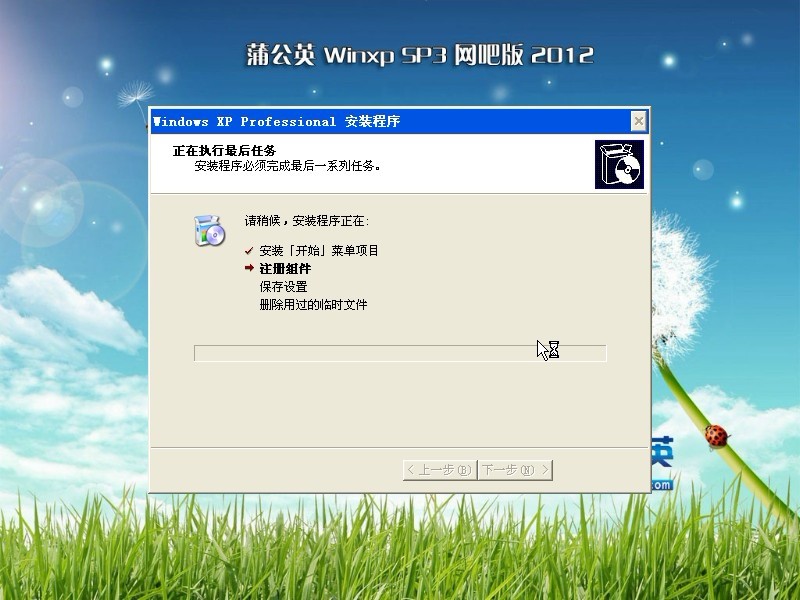 蒲公英 Winxp SP3 网吧版 2012
Windows XP Professional 安装程序
正在执行最后任务
安装程序必须完成最后一系列任务。
请稍候，安装程序正在:
安装「开始」菜单项目
注册组件
保存设置
删除用过的临时文件
英
om
< 上一步(B)
下一步(N) >